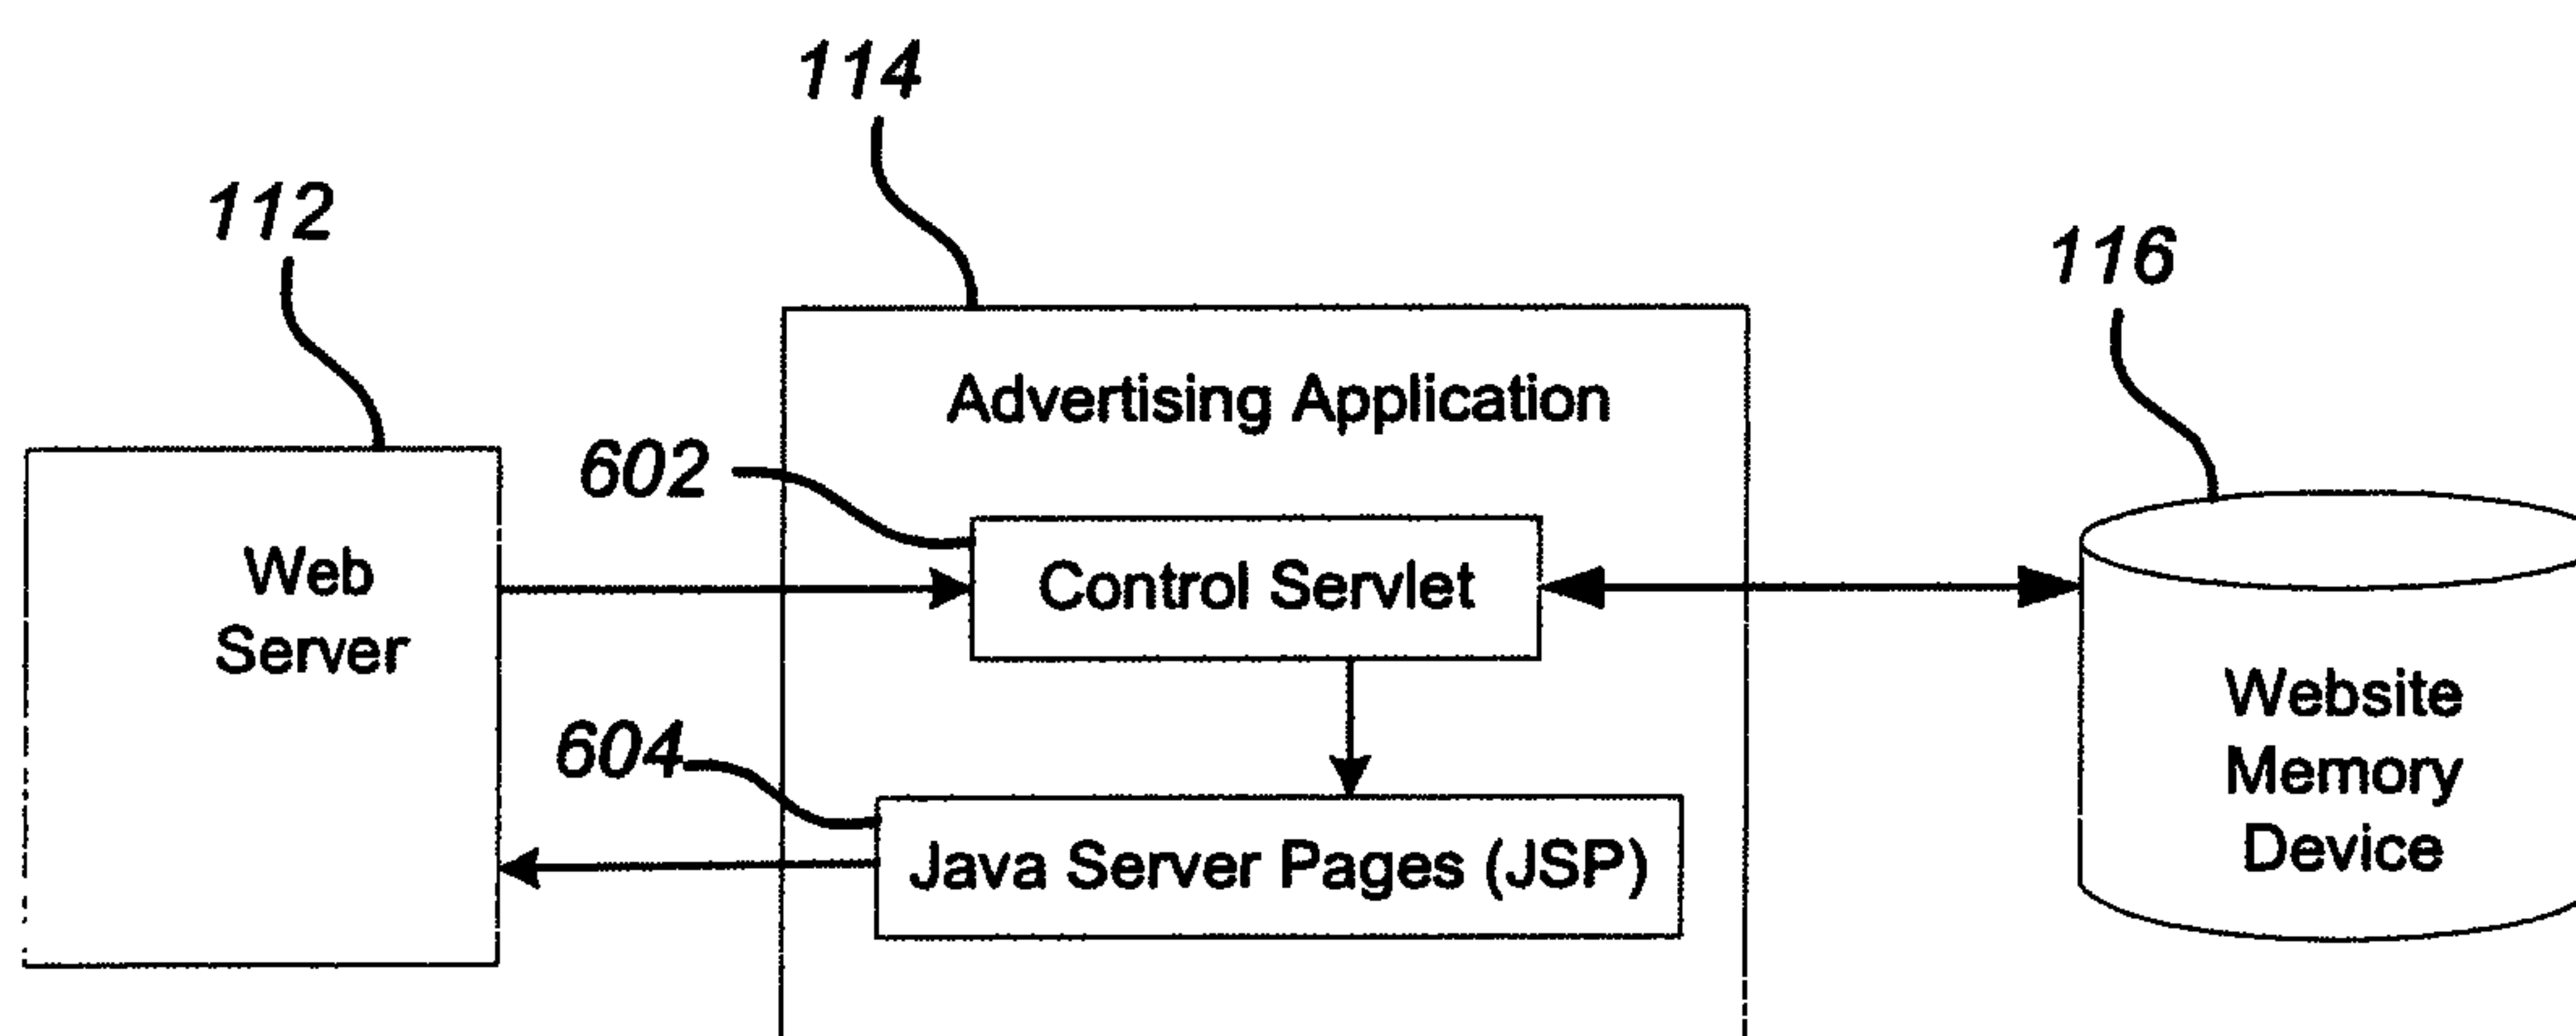 114
112
116
Advertising Application
602
Web
Server
Control Servlet
Website
Memory
Device
604
Java Server Pages (JSP)